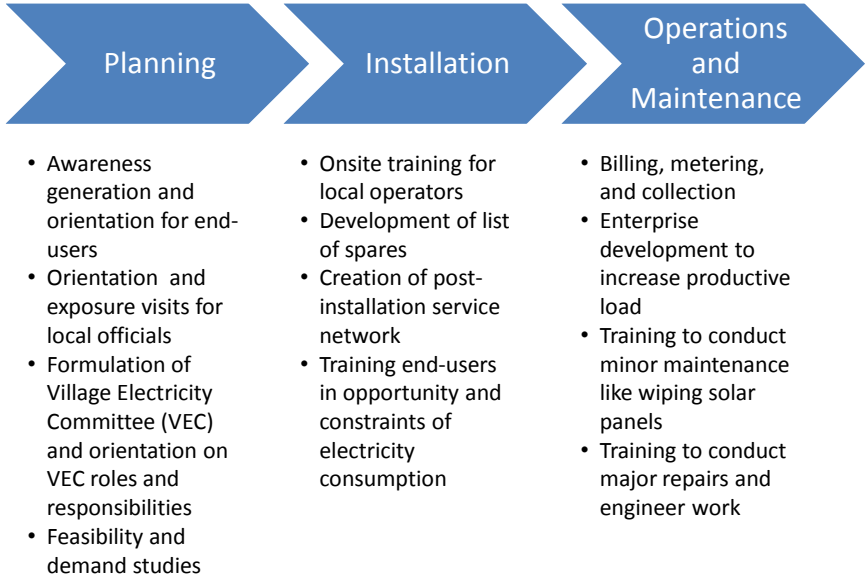 Planning
Installation
Operations
and
Maintenance
• Awareness
generation and
orientation for end-
users
• Orientation  and
exposure visits for
local officials
• Formulation of
Village Electricity
Committee (VEC)
and orientation on
VEC roles and
responsibilities
• Feasibility and
demand studies
• Onsite training for
local operators
• Development of list
of spares
• Creation of post-
installation service
network
• Training end-users
in opportunity and
constraints of
electricity
consumption
• Billing, metering,
and collection
• Enterprise
development to
increase productive
load
• Training to conduct
minor maintenance
like wiping solar
panels
• Training to conduct
major repairs and
engineer work